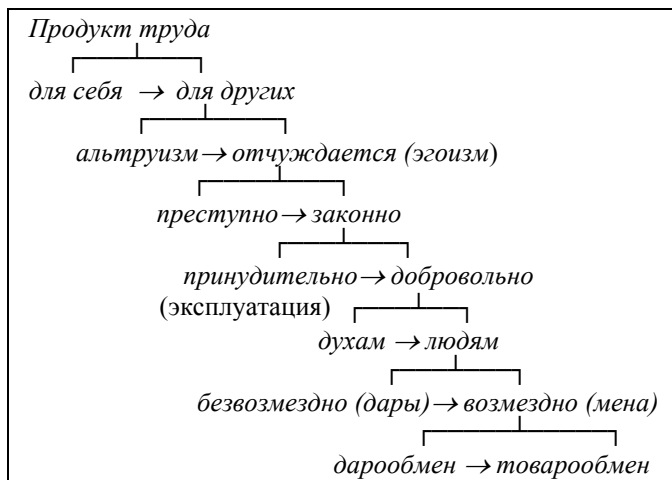 Продукт труда
для себя → для других
альтруизм → отчуждается (эгоизм)
преступно → законно
принудительно → добровольно
(эксплуатация)
духам → людям
безвозмездно (дары) → возмездно (мена)
дарообмен → товарообмен